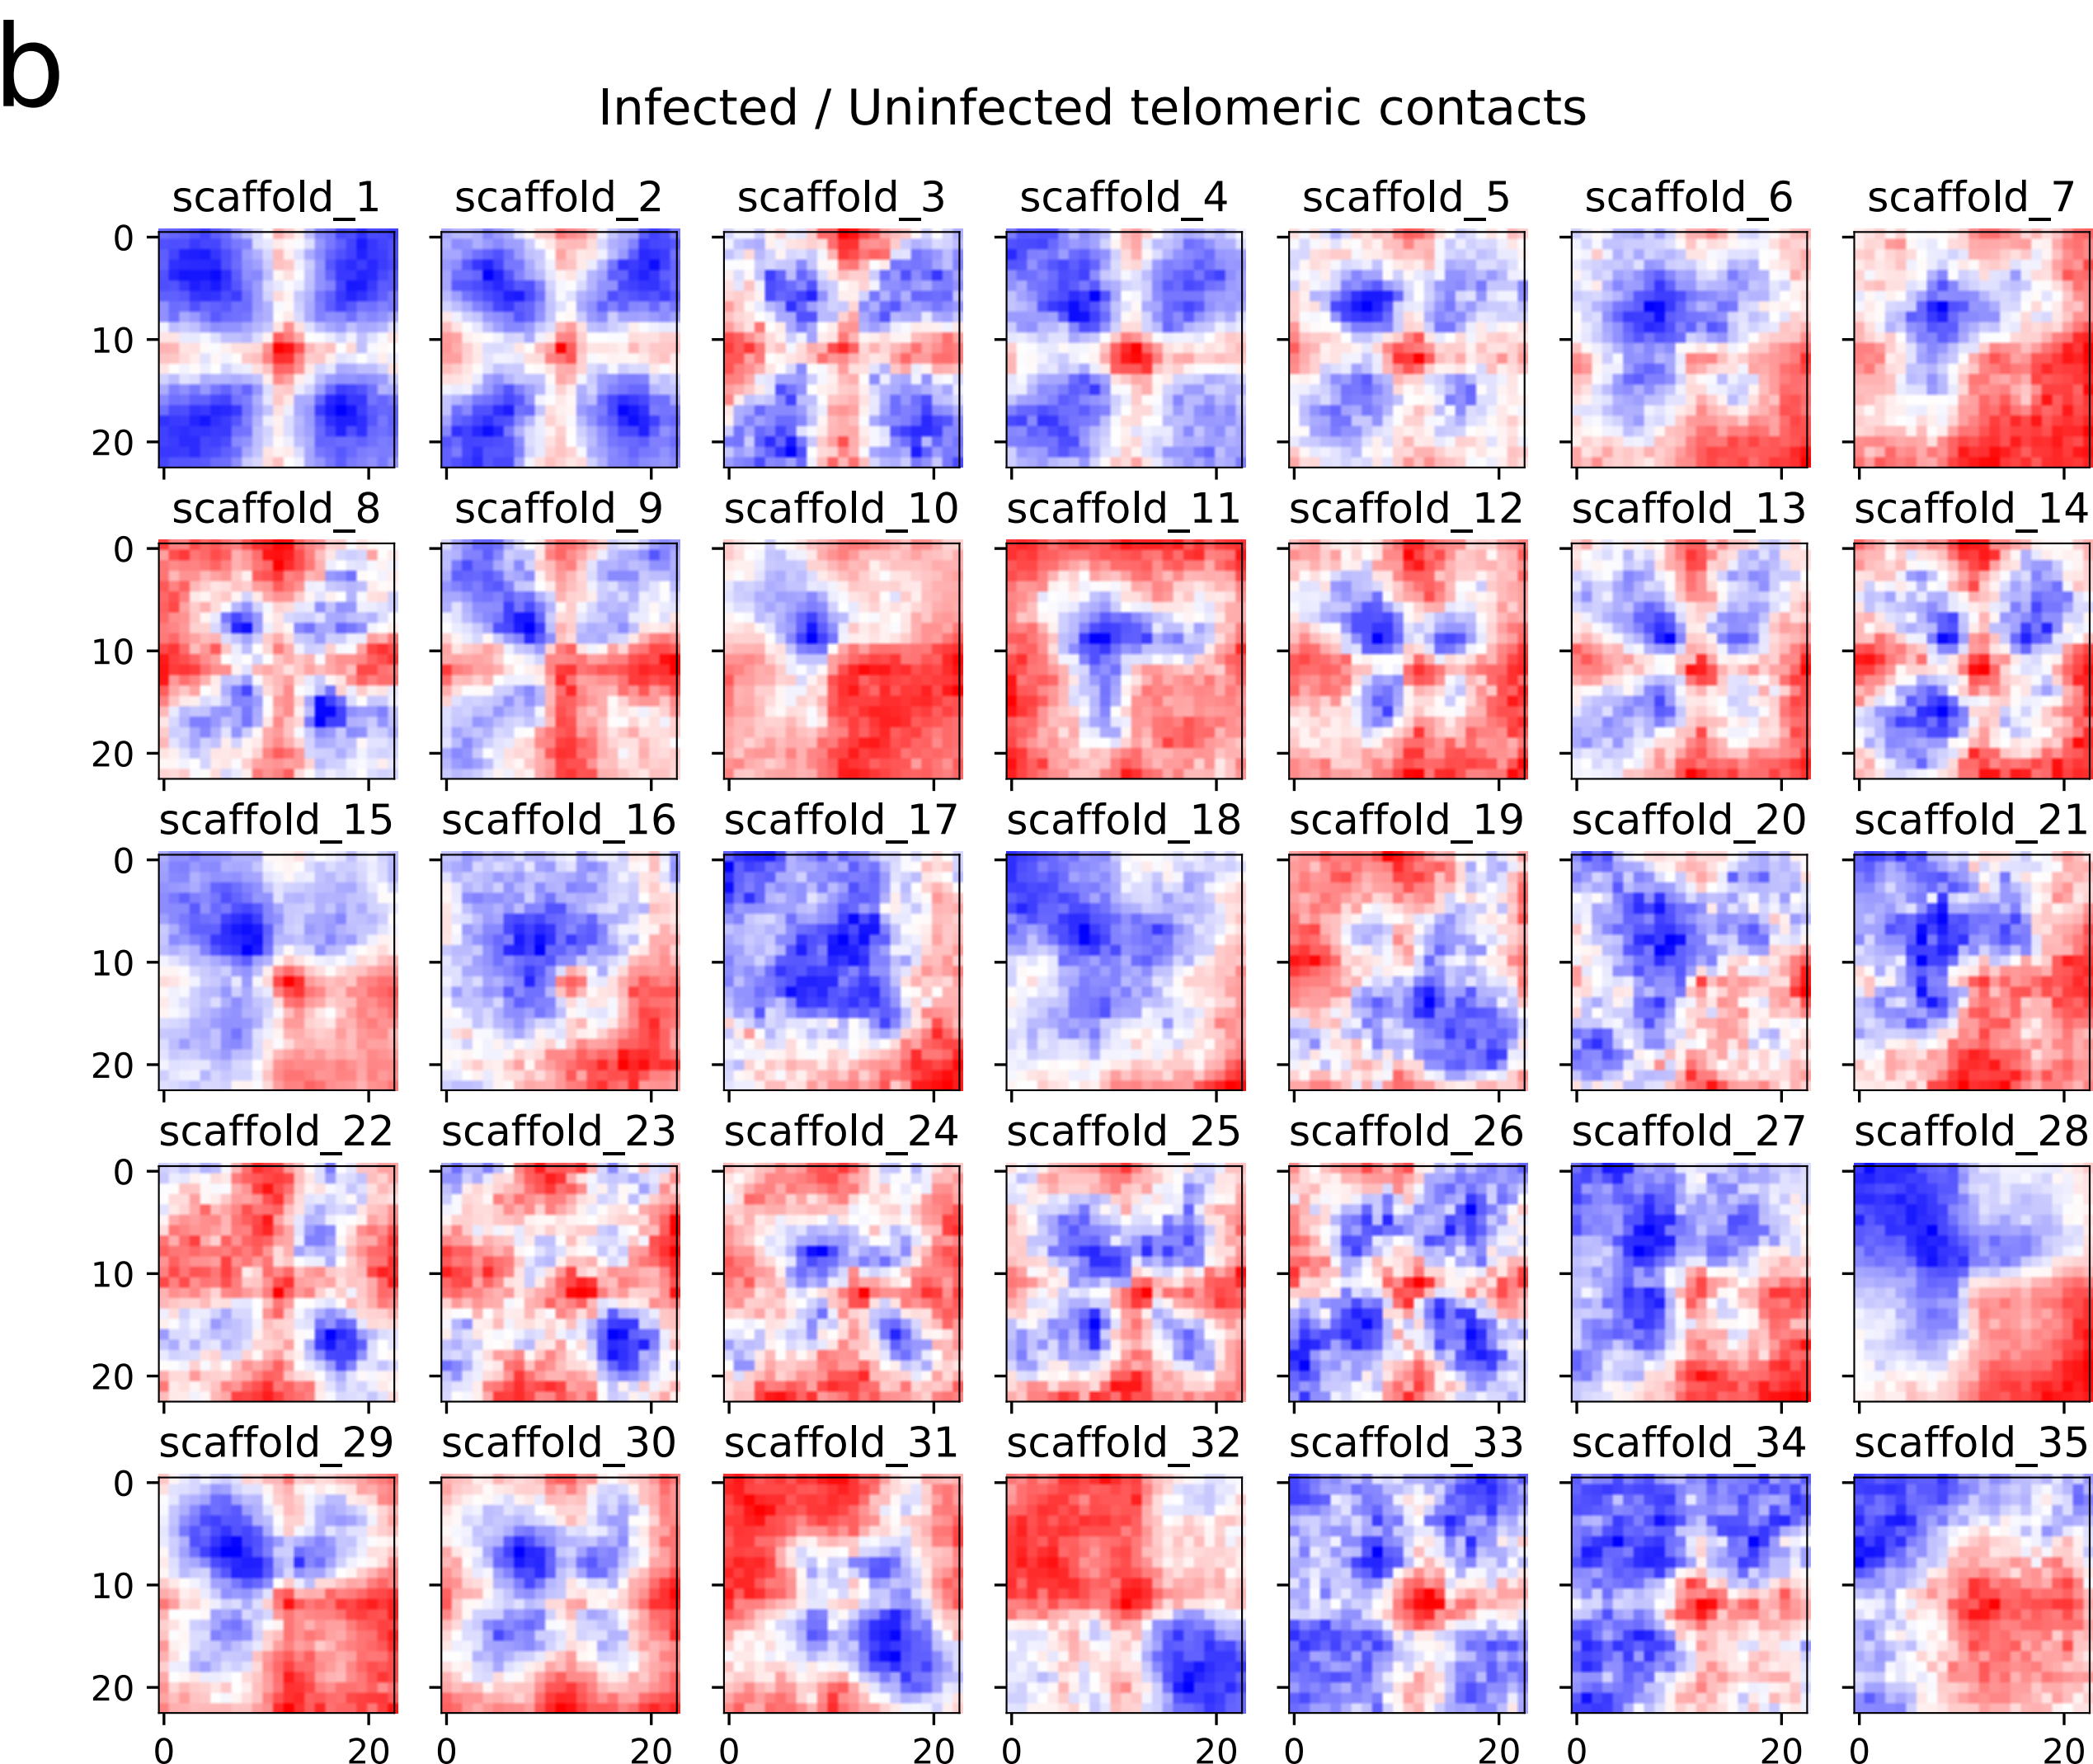 b
Infected / Uninfected telomeric contacts
scaffold_1 scaffold_2 scaffold_3 scaffold_4 scaffold_5 scaffold_6 scaffold_7
0
10
20
scaffold_8 scaffold_9 scaffold_10 scaffold_11 scaffold_12 scaffold_13 scaffold_14
0
10
20
scaffold_15 scaffold_16 scaffold_17 scaffold_18 scaffold_19 scaffold_20 scaffold_21
0
10
20
scaffold_22 scaffold_23 scaffold_24 scaffold_25 scaffold_26 scaffold_27 scaffold_28
0
10
20
scaffold_29 scaffold_30 scaffold_31 scaffold_32 scaffold_33 scaffold_34 scaffold_35
0
10
20
0 20 0 20 0 20 0 20 0 20 0 20 0 20